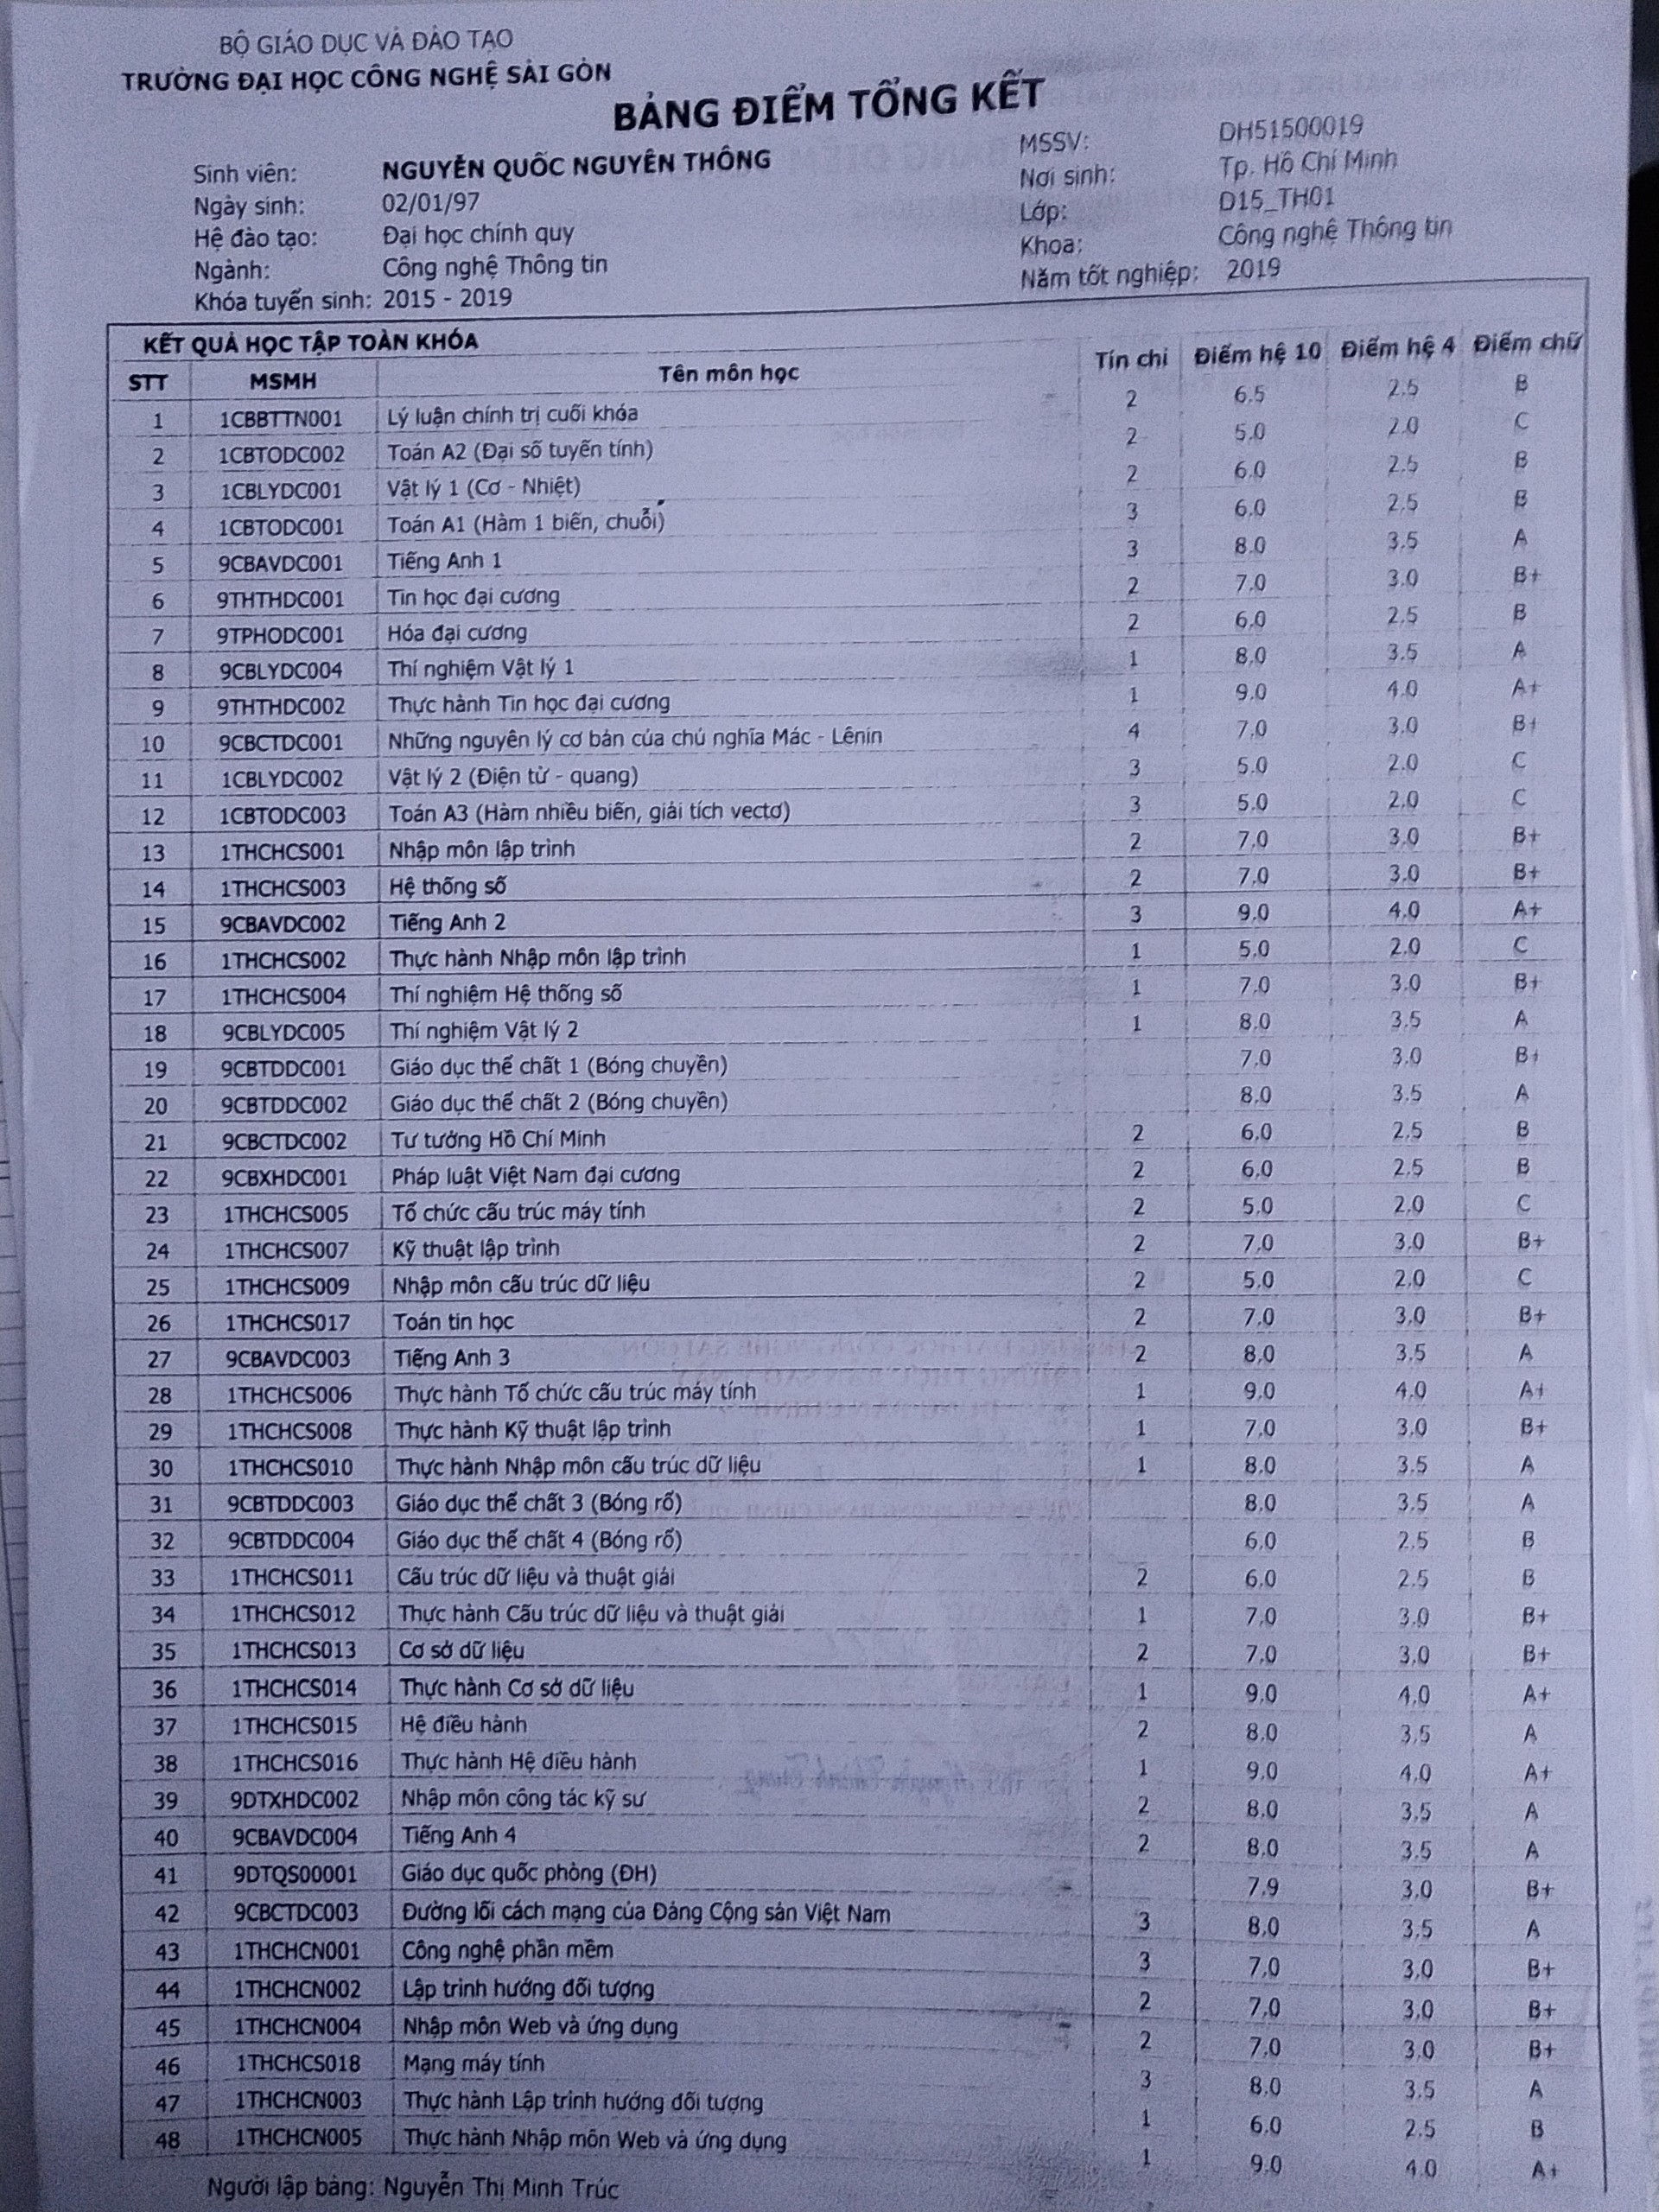 BỘ GIÁO DỤC VÀ ĐÀO TẠO
TRƯỜNG ĐẠI HỌC CÔNG NGHỆ SÀI GÒN
BẢNG ĐIỂM TỔNG KẾT
Sinh viên: NGUYỄN QUỐC NGUYÊN THÔNG MSSV: DH51500019
Ngày sinh: 02/01/97 Nơi sinh: Tp. Hồ Chí Minh
Hệ đào tạo: Đại học chính quy Lớp: D15_TH01
Ngành: Công nghệ Thông tin Khoa: Công nghệ Thông tin
Khóa tuyển sinh: 2015 - 2019 Năm tốt nghiệp: 2019
KẾT QUẢ HỌC TẬP TOÀN KHÓA
STT MSMH Tên môn học Tín chỉ Điểm hệ 10 Điểm hệ 4 Điểm chữ
1 1CBBTTN001 Lý luận chính trị cuối khóa 2 6.5 2.5 B
2 1CBTODC002 Toán A2 (Đại số tuyến tính) 2 5.0 2.0 C
3 1CBLYDC001 Vật lý 1 (Cơ - Nhiệt) 2 6.0 2.5 B
4 1CBTODC001 Toán A1 (Hàm 1 biến, chuỗi) 3 6.0 2.5 B
5 9CBAVDC001 Tiếng Anh 1 3 8.0 3.5 A
6 9THTHDC001 Tin học đại cương 2 7.0 3.0 B+
7 9TPHODC001 Hóa đại cương 2 6.0 2.5 B
8 9CBLYDC004 Thí nghiệm Vật lý 1 1 8.0 3.5 A
9 9THTHDC002 Thực hành Tin học đại cương 1 9.0 4.0 A+
10 9CBCTDC001 Những nguyên lý cơ bản của chủ nghĩa Mác - Lênin 4 7.0 3.0 B+
11 1CBLYDC002 Vật lý 2 (Điện từ - quang) 3 5.0 2.0 C
12 1CBTODC003 Toán A3 (Hàm nhiều biến, giải tích vectơ) 3 5.0 2.0 C
13 1THCHCS001 Nhập môn lập trình 2 7.0 3.0 B+
14 1THCHCS003 Hệ thống số 2 7.0 3.0 B+
15 9CBAVDC002 Tiếng Anh 2 3 9.0 4.0 A+
16 1THCHCS002 Thực hành Nhập môn lập trình 1 5.0 2.0 C
17 1THCHCS004 Thí nghiệm Hệ thống số 1 7.0 3.0 B+
18 9CBLYDC005 Thí nghiệm Vật lý 2 1 8.0 3.5 A
19 9CBTDDC001 Giáo dục thể chất 1 (Bóng chuyền) 7.0 3.0 B+
20 9CBTDDC002 Giáo dục thể chất 2 (Bóng chuyền) 8.0 3.5 A
21 9CBCTDC002 Tư tưởng Hồ Chí Minh 2 6.0 2.5 B
22 9CBXHDC001 Pháp luật Việt Nam đại cương 2 6.0 2.5 B
23 1THCHCS005 Tổ chức cấu trúc máy tính 2 5.0 2.0 C
24 1THCHCS007 Kỹ thuật lập trình 2 7.0 3.0 B+
25 1THCHCS009 Nhập môn cấu trúc dữ liệu 2 5.0 2.0 C
26 1THCHCS017 Toán tin học 2 7.0 3.0 B+
27 9CBAVDC003 Tiếng Anh 3 2 8.0 3.5 A
28 1THCHCS006 Thực hành Tổ chức cấu trúc máy tính 1 9.0 4.0 A+
29 1THCHCS008 Thực hành Kỹ thuật lập trình 1 7.0 3.0 B+
30 1THCHCS010 Thực hành Nhập môn cấu trúc dữ liệu 1 8.0 3.5 A
31 9CBTDDC003 Giáo dục thể chất 3 (Bóng rổ) 8.0 3.5 A
32 9CBTDDC004 Giáo dục thể chất 4 (Bóng rổ) 6.0 2.5 B
33 1THCHCS011 Cấu trúc dữ liệu và thuật giải 2 6.0 2.5 B
34 1THCHCS012 Thực hành Cấu trúc dữ liệu và thuật giải 1 7.0 3.0 B+
35 1THCHCS013 Cơ sở dữ liệu 2 7.0 3.0 B+
36 1THCHCS014 Thực hành Cơ sở dữ liệu 1 9.0 4.0 A+
37 1THCHCS015 Hệ điều hành 2 8.0 3.5 A
38 1THCHCS016 Thực hành Hệ điều hành 1 9.0 4.0 A+
39 9DTXHDC002 Nhập môn công tác kỹ sư 2 8.0 3.5 A
40 9CBAVDC004 Tiếng Anh 4 2 8.0 3.5 A
41 9DTQS00001 Giáo dục quốc phòng (ĐH) 7.9 3.0 B+
42 9CBCTDC003 Đường lối cách mạng của Đảng Cộng sản Việt Nam 3 8.0 3.5 A
43 1THCHCN001 Công nghệ phần mềm 3 7.0 3.0 B+
44 1THCHCN002 Lập trình hướng đối tượng 2 7.0 3.0 B+
45 1THCHCN004 Nhập môn Web và ứng dụng 2 7.0 3.0 B+
46 1THCHCS018 Mạng máy tính 3 8.0 3.5 A
47 1THCHCN003 Thực hành Lập trình hướng đối tượng 1 6.0 2.5 B
48 1THCHCN005 Thực hành Nhập môn Web và ứng dụng 1 9.0 4.0 A+
Người lập bảng: Nguyễn Thị Minh Trúc